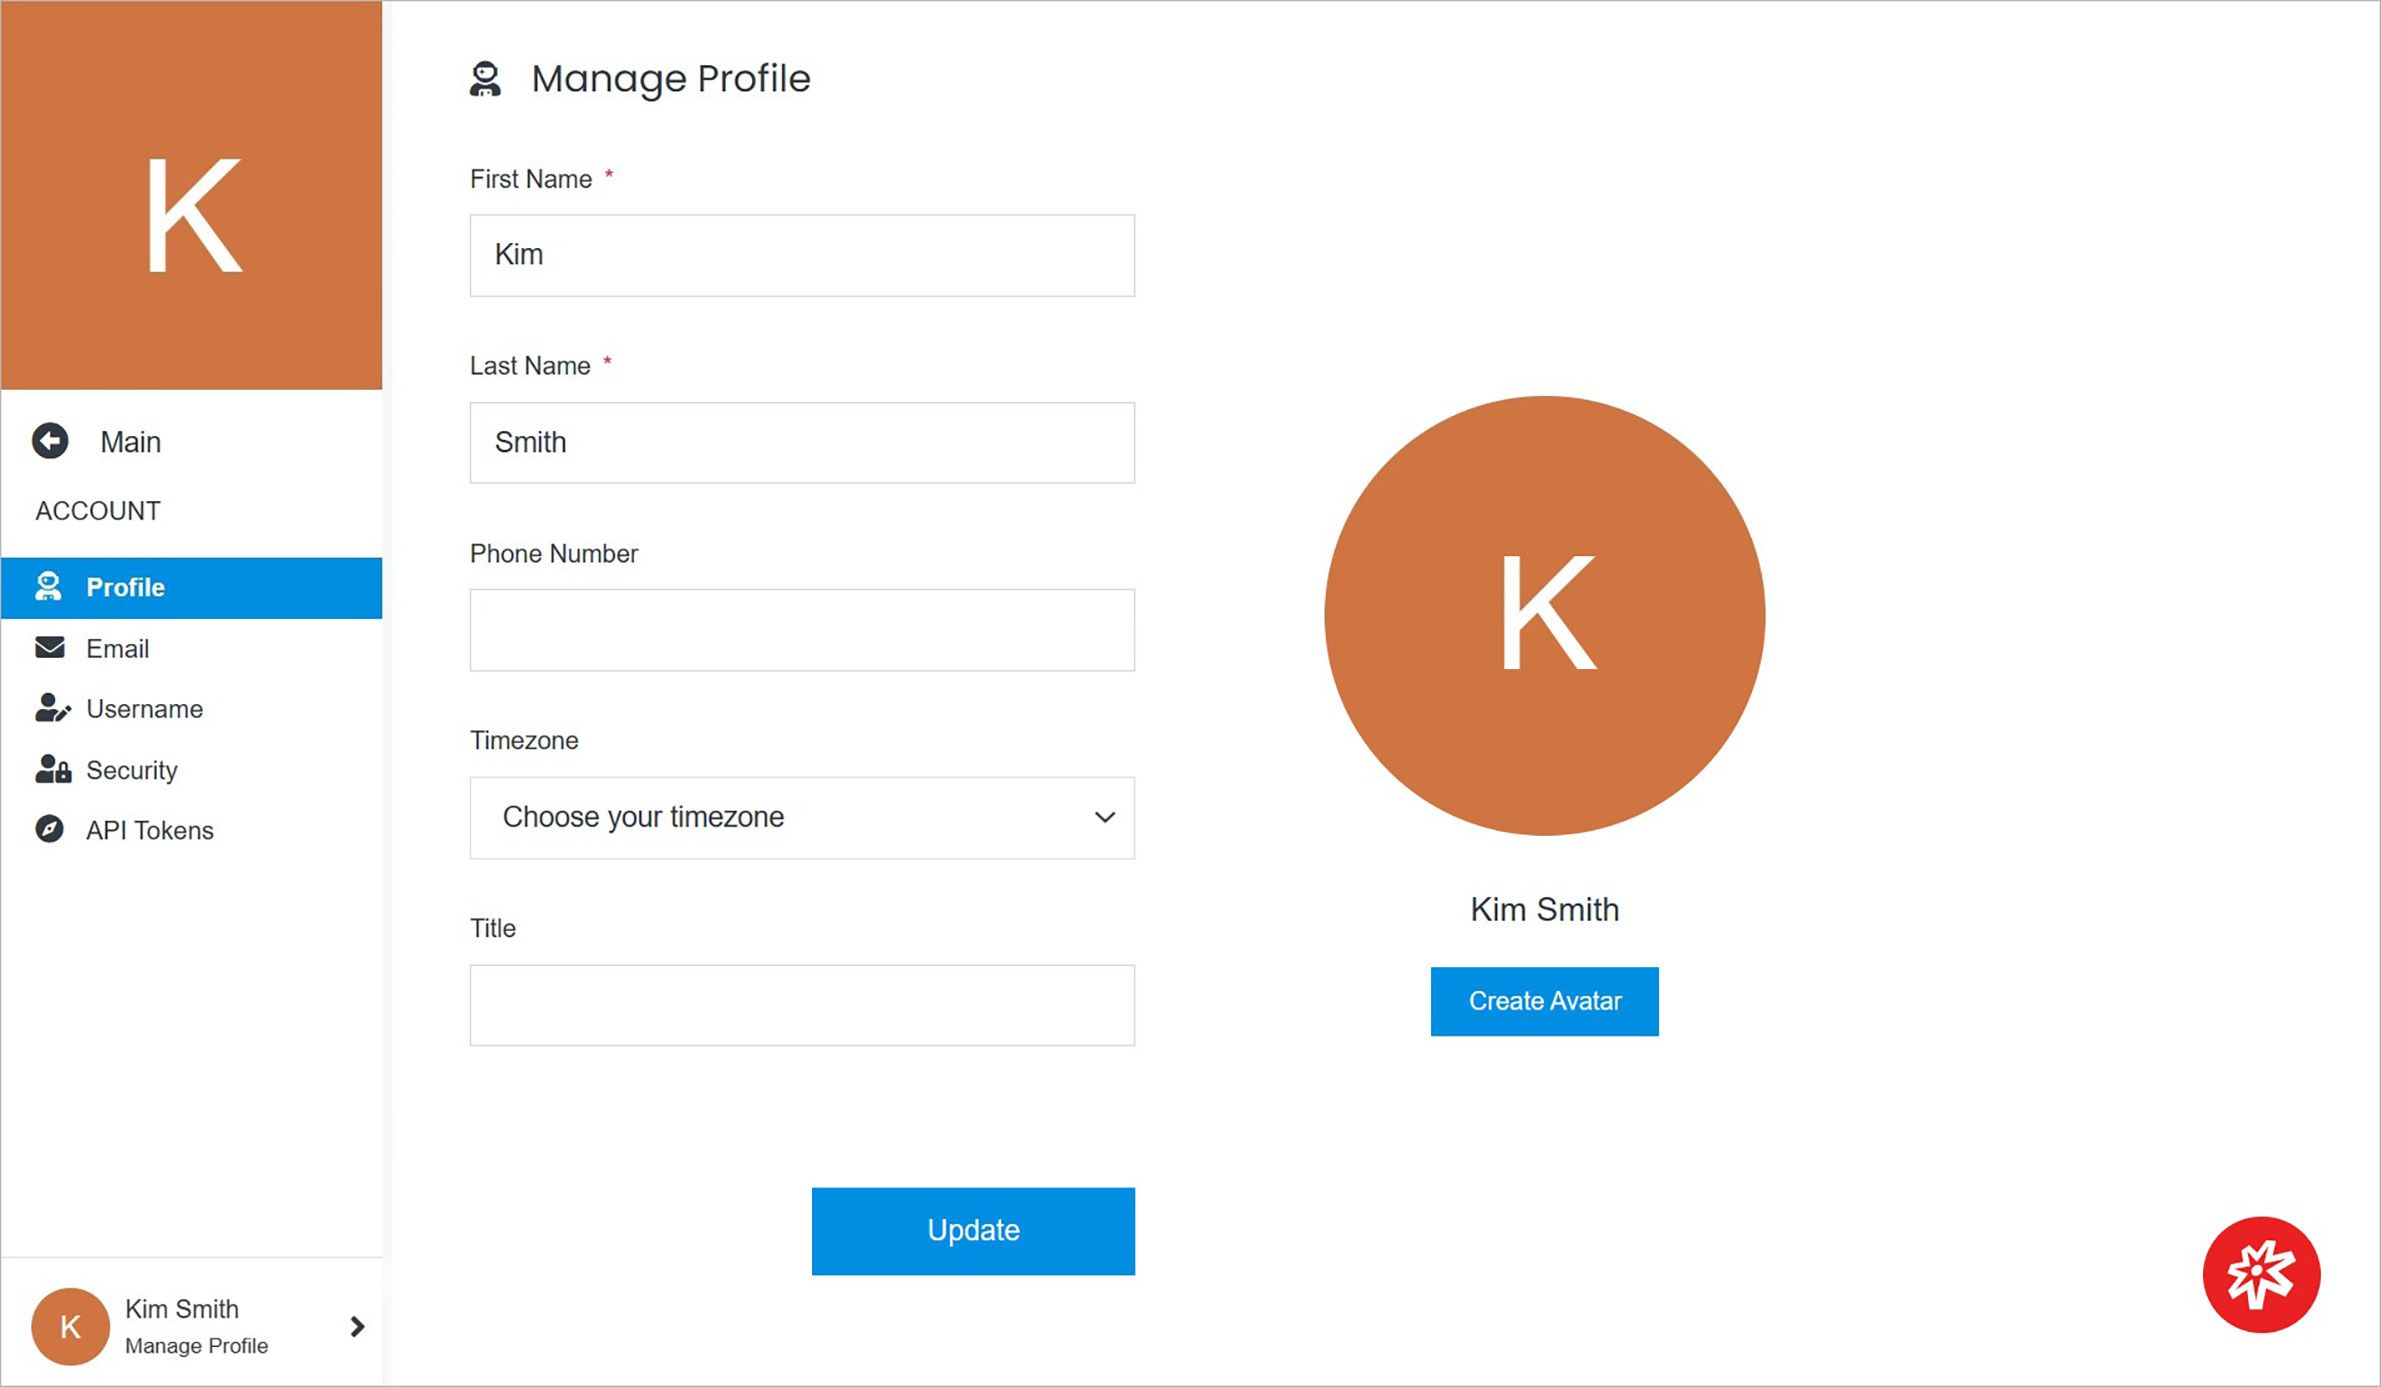 K
Main
ACCOUNT
Profile
Email
Username
Security
API Tokens
K
Kim Smith
Manage Profile
Manage Profile
First Name *
Kim
Last Name *
Smith
Phone Number
Timezone
Choose your timezone
Title
Update
K
Kim Smith
Create Avatar